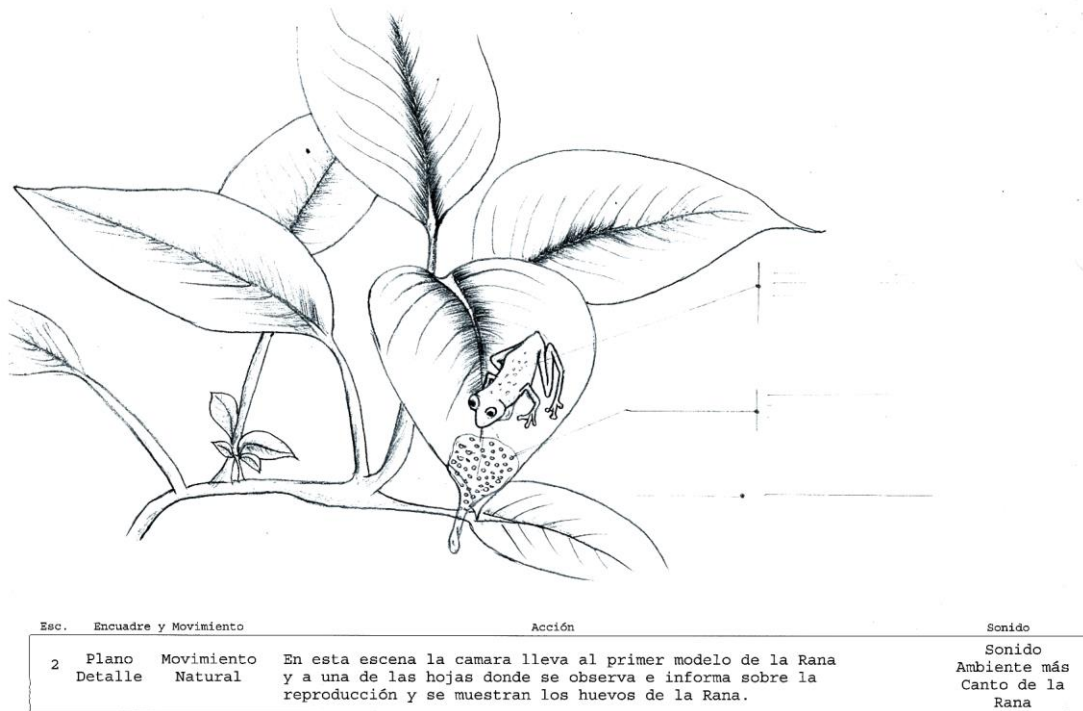 Esc. Encuadre y Movimiento Acción Sonido
2 Plano Detalle Movimiento Natural En esta escena la camara lleva al primer modelo de la Rana
y a una de las hojas donde se observa e informa sobre la
reproducción y se muestran los huevos de la Rana.
Sonido
Ambiente más
Canto de la
Rana